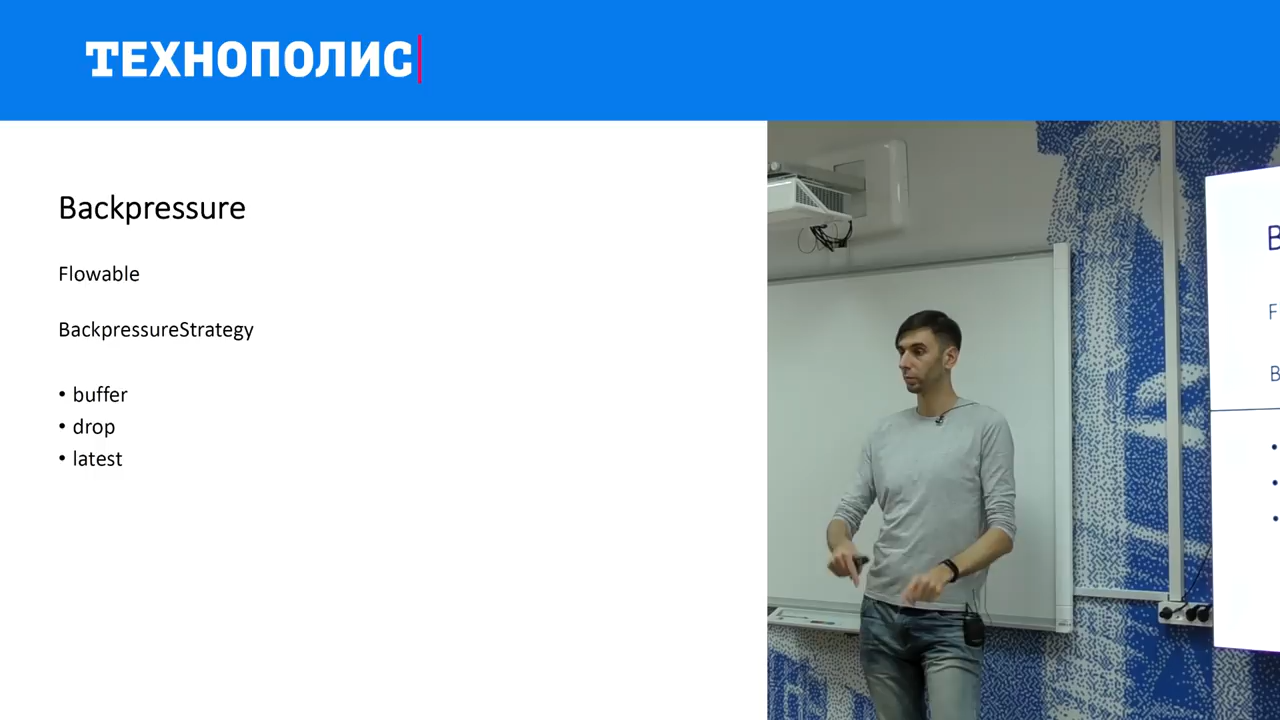 ТЕХНОПОЛИС
Backpressure
Flowable
BackpressureStrategy
• buffer
• drop
• latest
B
F
B